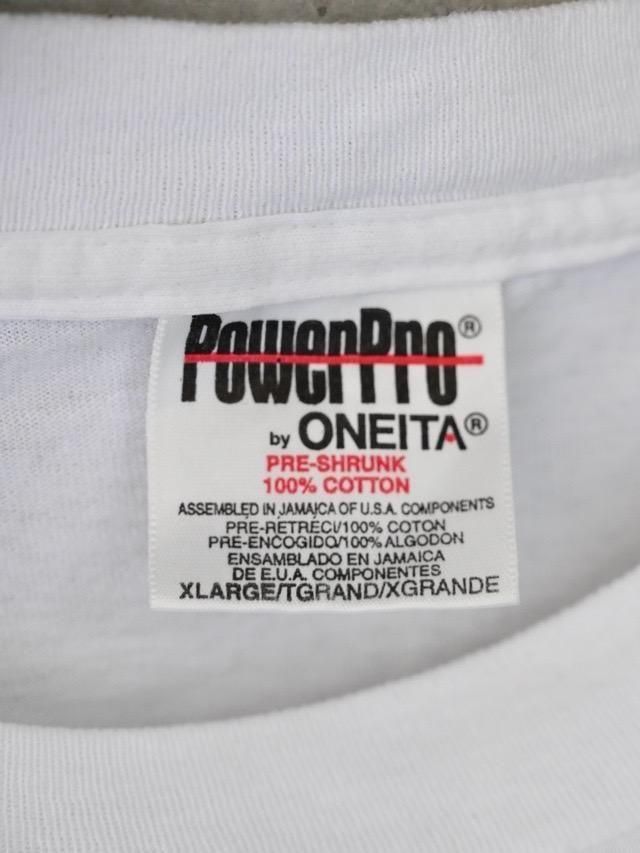 PowerPro®
by ONEITA®
PRE-SHRUNK
100% COTTON
ASSEMBLED IN JAMAICA OF U.S.A. COMPONENTS
PRE-RETRECI/100% COTON
PRE-ENCOGIDO/100% ALGODON
ENSAMBLADO EN JAMAICA
DE E.U.A. COMPONENTES
XLARGE/TGRAND/XGRANDE